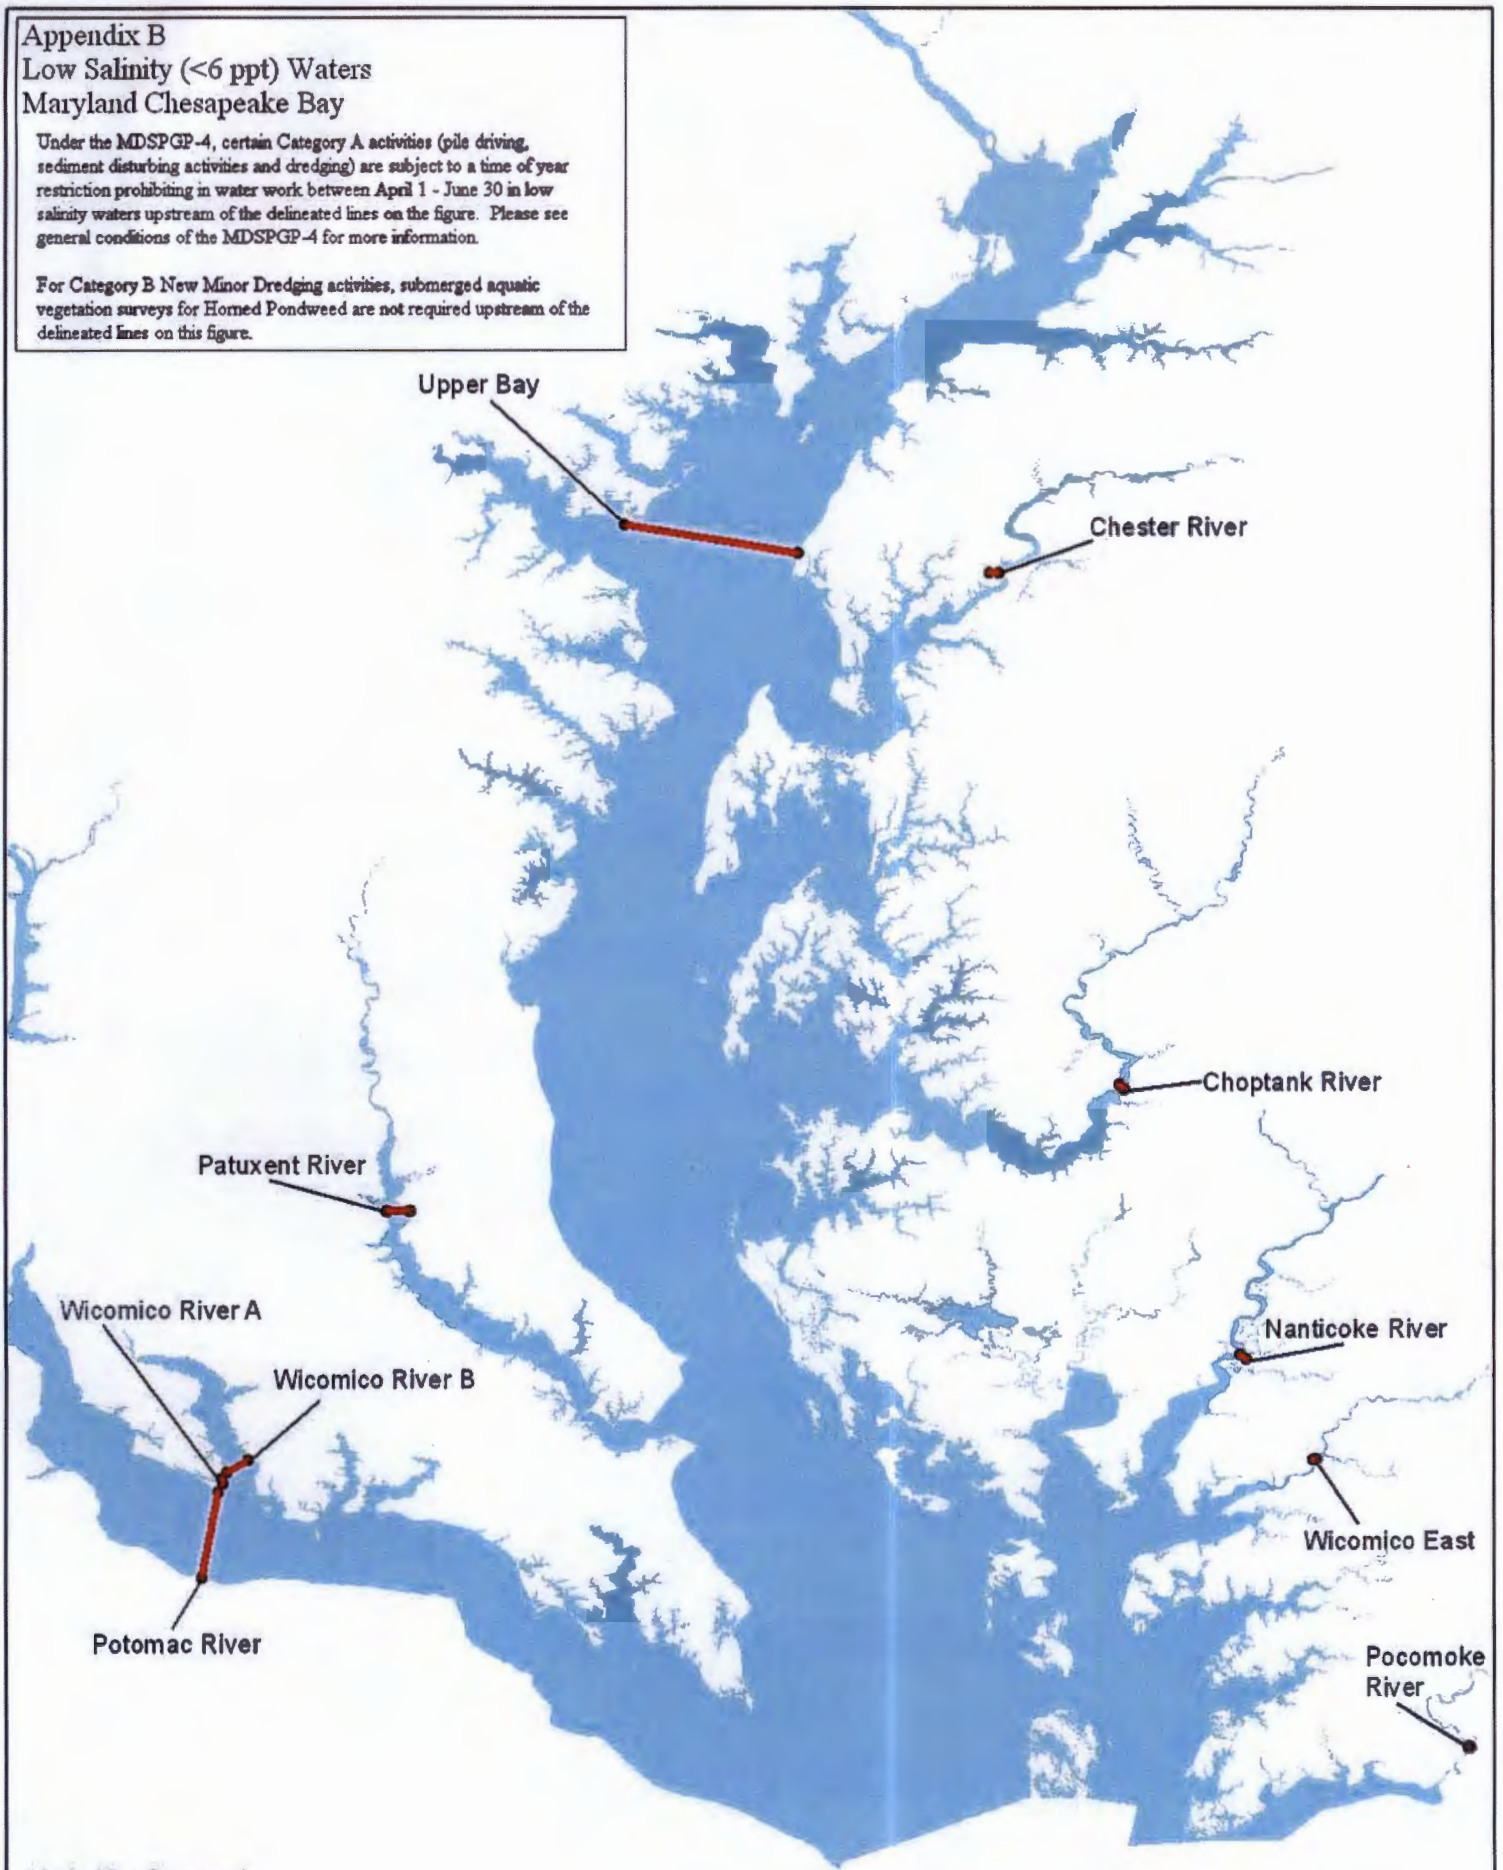 Appendix B
Low Salinity (<6 ppt) Waters
Maryland Chesapeake Bay
Under the MDSPGP-4, certain Category A activities (pile driving,
sediment disturbing activities and dredging) are subject to a time of year
restriction prohibiting in water work between April 1 - June 30 in low
salinity waters upstream of the delineated lines on the figure. Please see
general conditions of the MDSPGP-4 for more information.
For Category B New Minor Dredging activities, submerged aquatic
vegetation surveys for Horned Pondweed are not required upstream of the
delineated lines on this figure.
Upper Bay
Chester River
Choptank River
Patuxent River
Wicomico River A
Nanticoke River
Wicomico River B
Wicomico East
Potomac River
Pocomoke
River